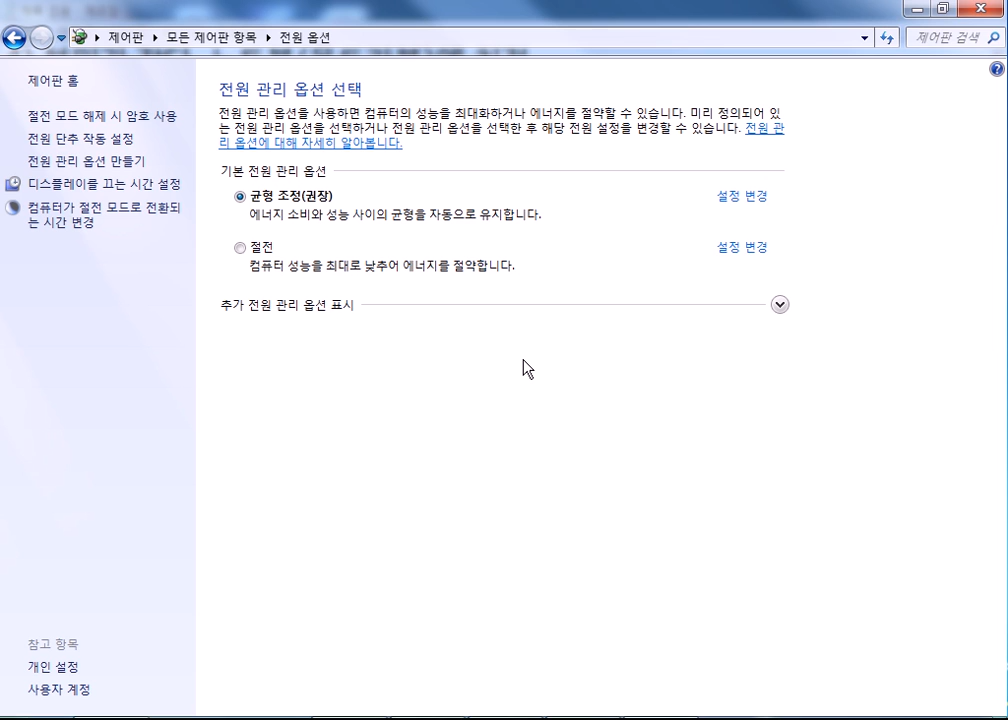 제어판 ▸ 모든 제어판 항목 ▸ 전원 옵션
제어판 검색
제어판 홈
절전 모드 해제 시 암호 사용
전원 단추 작동 설정
전원 관리 옵션 만들기
디스플레이를 끄는 시간 설정
컴퓨터가 절전 모드로 전환되
는 시간 변경
전원 관리 옵션 선택
전원 관리 옵션을 사용하면 컴퓨터의 성능을 최대화하거나 에너지를 절약할 수 있습니다. 미리 정의되어 있
는 전원 관리 옵션을 선택하거나 전원 관리 옵션을 선택한 후 해당 전원 설정을 변경할 수 있습니다. 전원 관
리 옵션에 대해 자세히 알아봅니다.
기본 전원 관리 옵션
균형 조정(권장) 설정 변경
에너지 소비와 성능 사이의 균형을 자동으로 유지합니다.
절전 설정 변경
컴퓨터 성능을 최대로 낮추어 에너지를 절약합니다.
추가 전원 관리 옵션 표시
참고 항목
개인 설정
사용자 계정